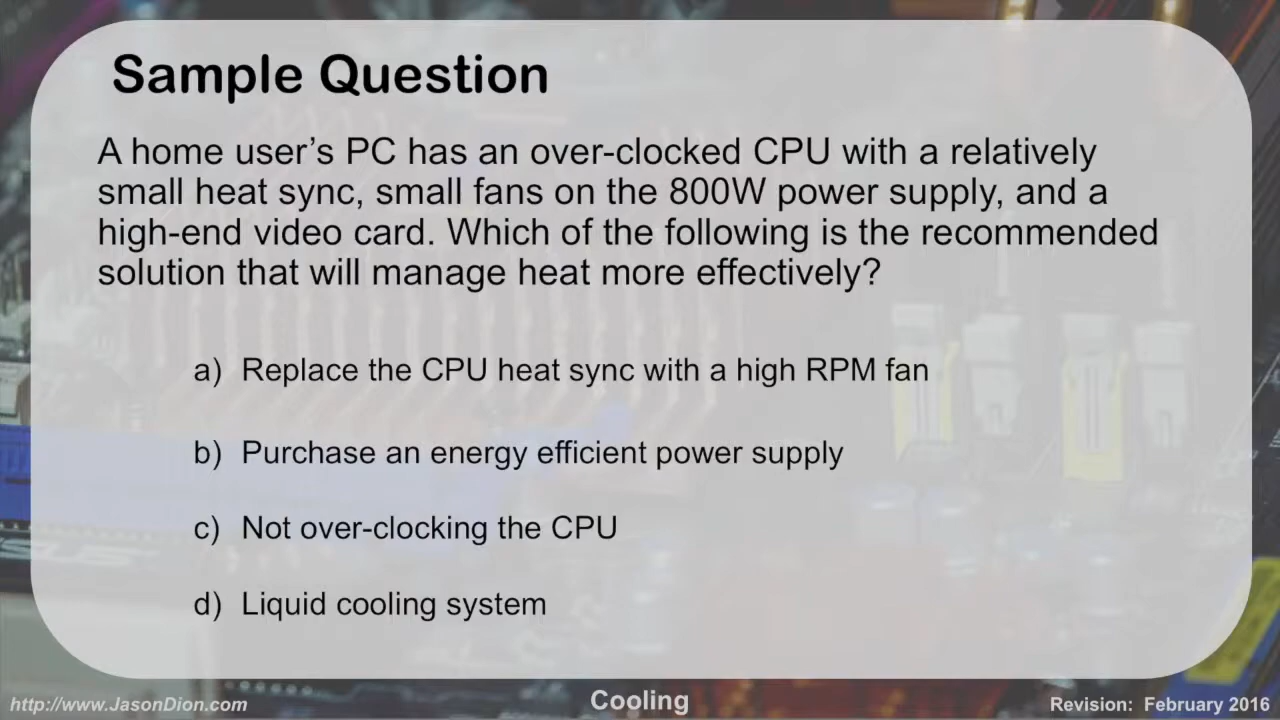 Sample Question
A home user's PC has an over-clocked CPU with a relatively
small heat sync, small fans on the 800W power supply, and a
high-end video card. Which of the following is the recommended
solution that will manage heat more effectively?
a) Replace the CPU heat sync with a high RPM fan
b) Purchase an energy efficient power supply
c) Not over-clocking the CPU
d) Liquid cooling system
http://www.JasonDion.com
Cooling
Revision: February 2016